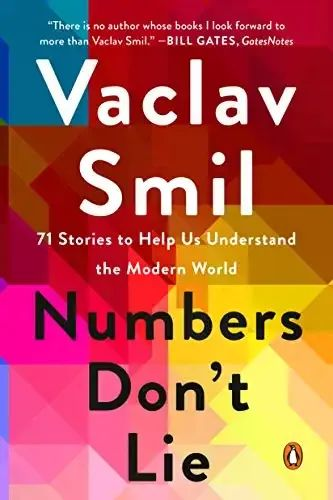 “There is no author whose books I look forward to
more than Vaclav Smil.” —BILL GATES, GatesNotes
Vaclav
Smil
71 Stories to Help Us Understand
the Modern World
Numbers
Don’t
Lie